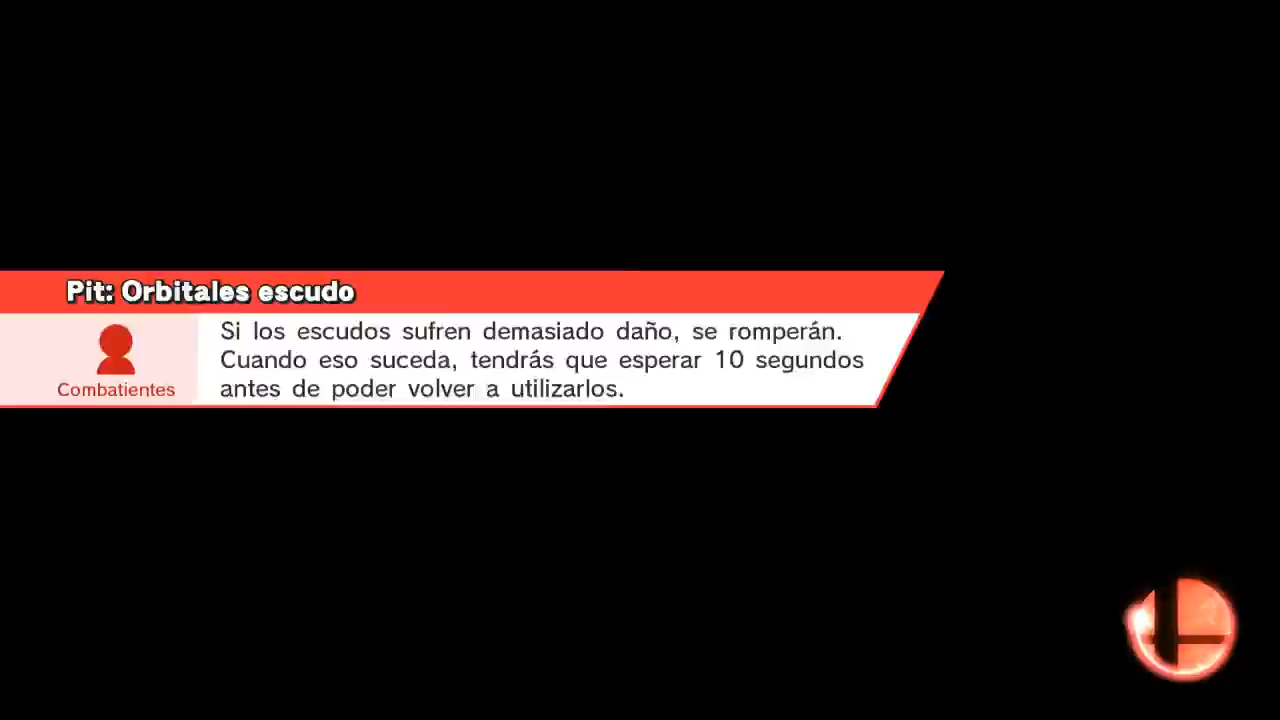 Pit: Orbitales escudo
Combatientes
Si los escudos sufren demasiado daño, se romperán.
Cuando eso suceda, tendrás que esperar 10 segundos
antes de poder volver a utilizarlos.